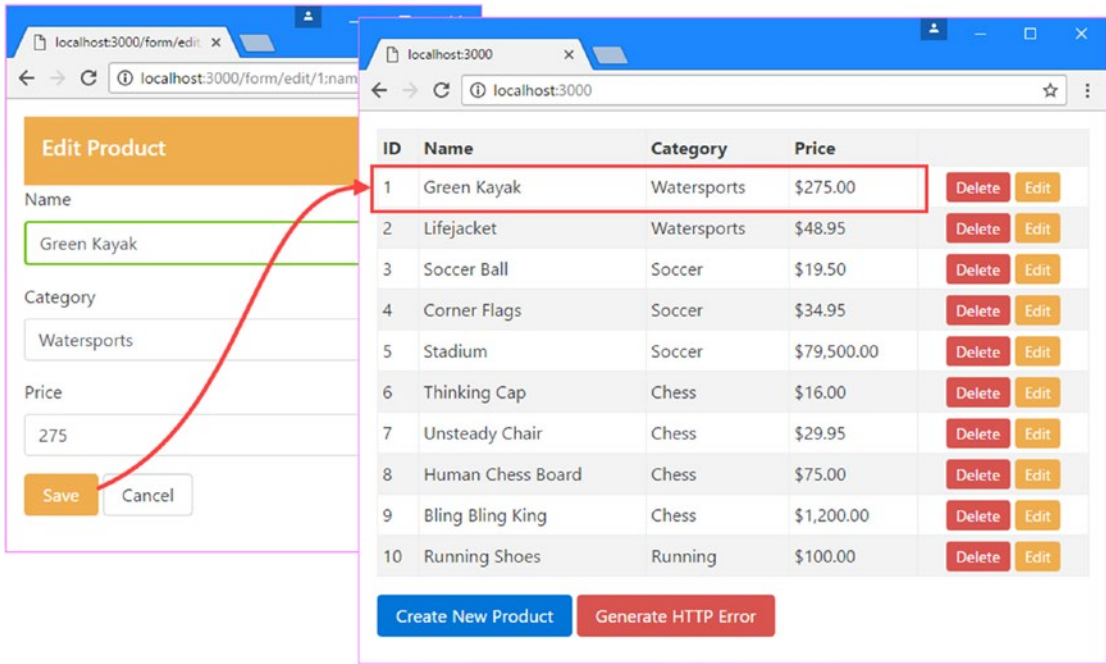 localhost:3000/form/edit
localhost:3000/form/edit/1;nam
Edit Product
Name
Green Kayak
Category
Watersports
Price
275
Save Cancel
localhost:3000
localhost:3000
ID Name Category Price
1 Green Kayak Watersports $275.00 Delete Edit
2 Lifejacket Watersports $48.95 Delete Edit
3 Soccer Ball Soccer $19.50 Delete Edit
4 Corner Flags Soccer $34.95 Delete Edit
5 Stadium Soccer $79,500.00 Delete Edit
6 Thinking Cap Chess $16.00 Delete Edit
7 Unsteady Chair Chess $29.95 Delete Edit
8 Human Chess Board Chess $75.00 Delete Edit
9 Bling Bling King Chess $1,200.00 Delete Edit
10 Running Shoes Running $100.00 Delete Edit
Create New Product Generate HTTP Error